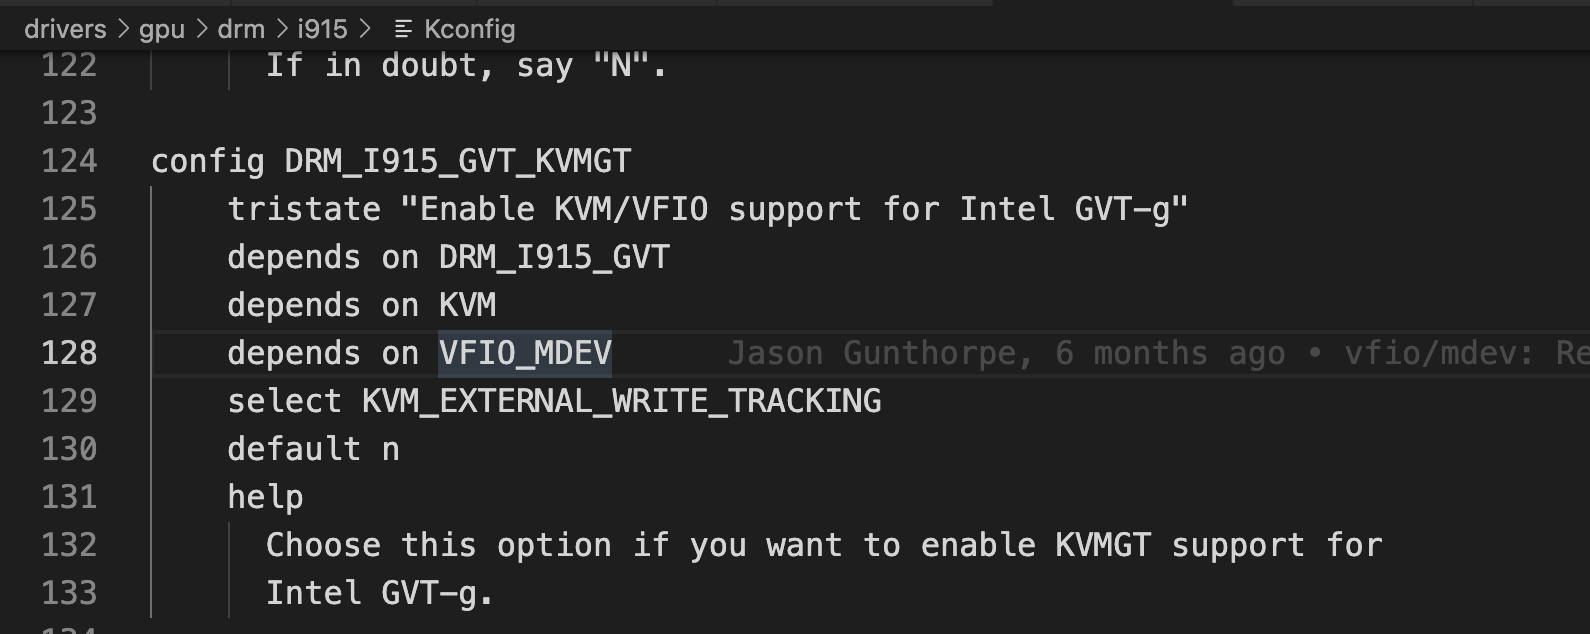 drivers > gpu > drm > i915 > Kconfig
122 If in doubt, say "N".
123
124 config DRM_I915_GVT_KVMGT
125 tristate "Enable KVM/VFIO support for Intel GVT-g"
126 depends on DRM_I915_GVT
127 depends on KVM
128 depends on VFIO_MDEV Jason Gunthorpe, 6 months ago • vfio/mdev: Re
129 select KVM_EXTERNAL_WRITE_TRACKING
130 default n
131 help
132 Choose this option if you want to enable KVMGT support for
133 Intel GVT-g.